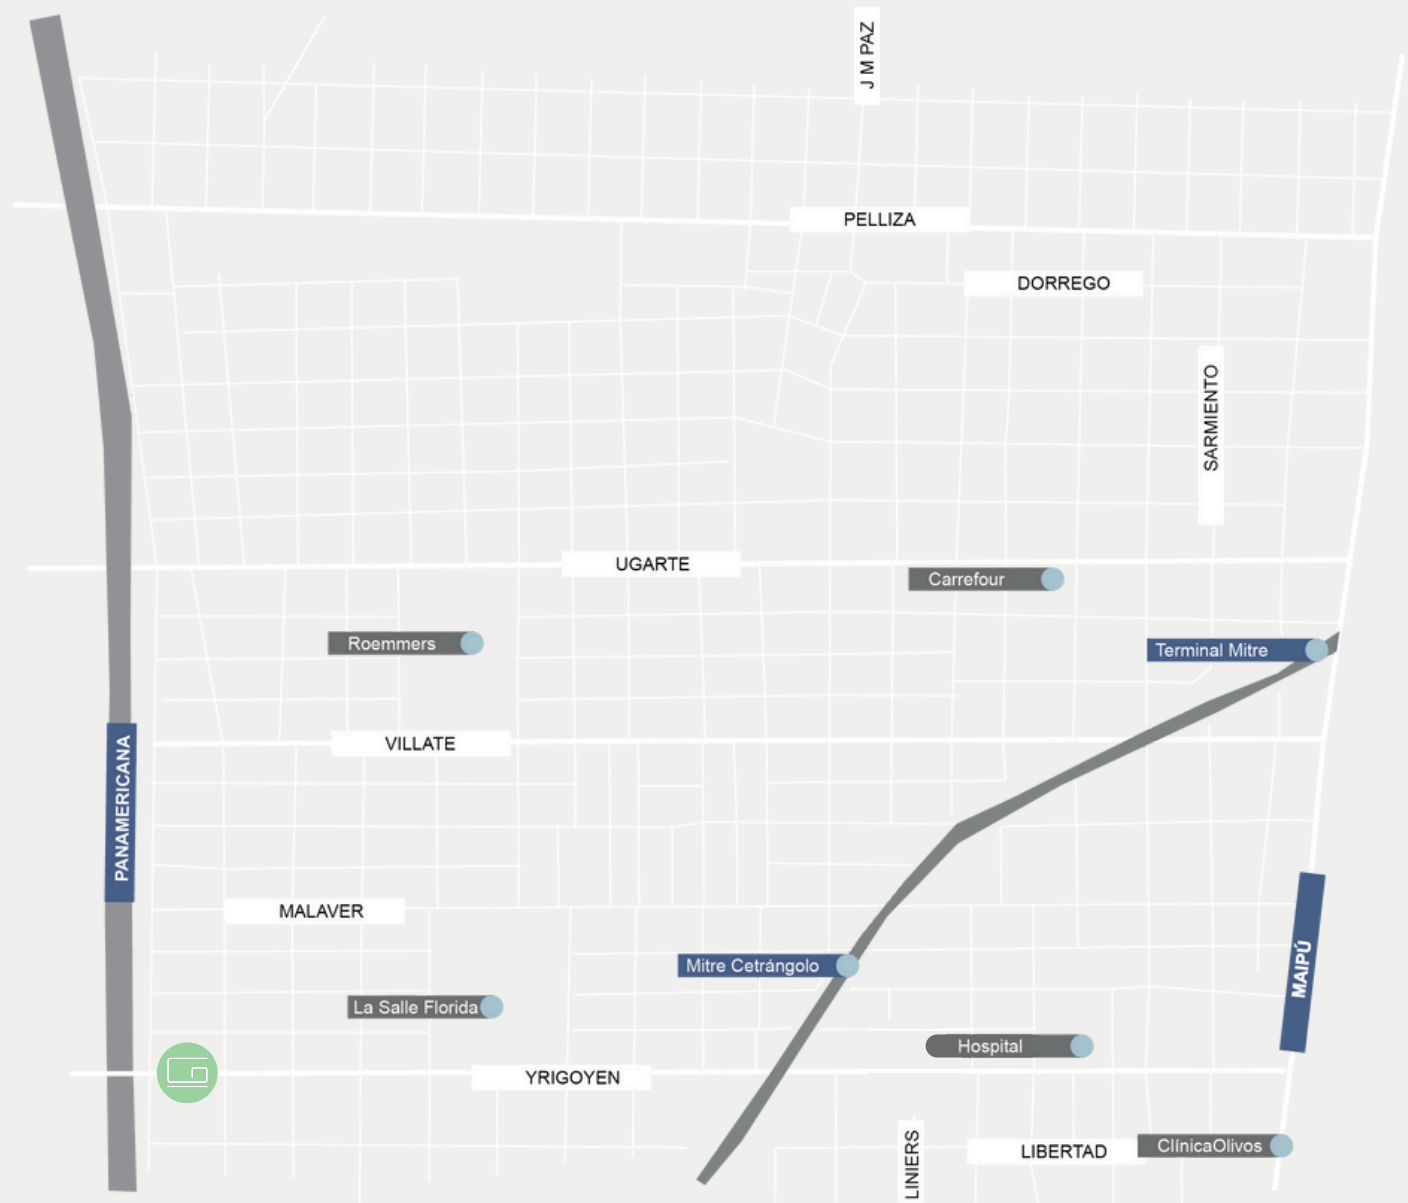 J M PAZ
PELLIZA
DORREGO
SARMIENTO
UGARTE
Carrefour
Roemmers
Terminal Mitre
VILLATE
PANAMERICANA
MALAVER
Mitre Cetrángolo
MAIPÚ
La Salle Florida
Hospital
YRIGOYEN
LINIERS
LIBERTAD
ClínicaOlivos